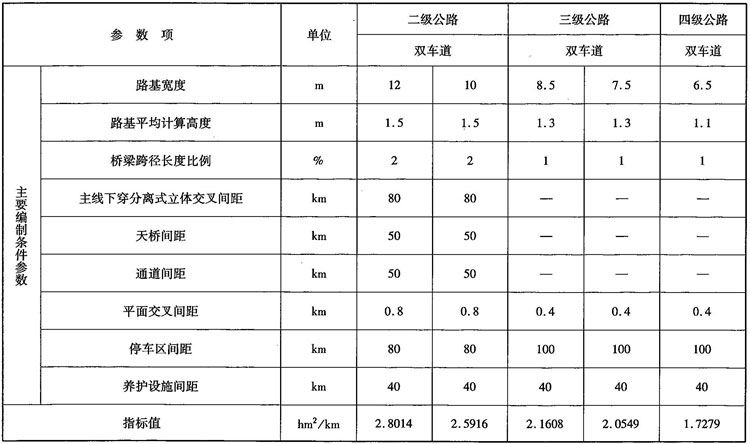 参 数 项 单位 二级公路 三级公路 四级公路
双车道 双车道 双车道
主要编制条件参数
路基宽度 m 12 10 8.5 7.5 6.5
路基平均计算高度 m 1.5 1.5 1.3 1.3 1.1
桥梁跨径长度比例 % 2 2 1 1 1
主线下穿分离式立体交叉间距 km 80 80 — — —
天桥间距 km 50 50 — — —
通道间距 km 50 50 — — —
平面交叉间距 km 0.8 0.8 0.4 0.4 0.4
停车区间距 km 80 80 100 100 100
养护设施间距 km 40 40 40 40 40
指标值 hm²/km 2.8014 2.5916 2.1608 2.0549 1.7279